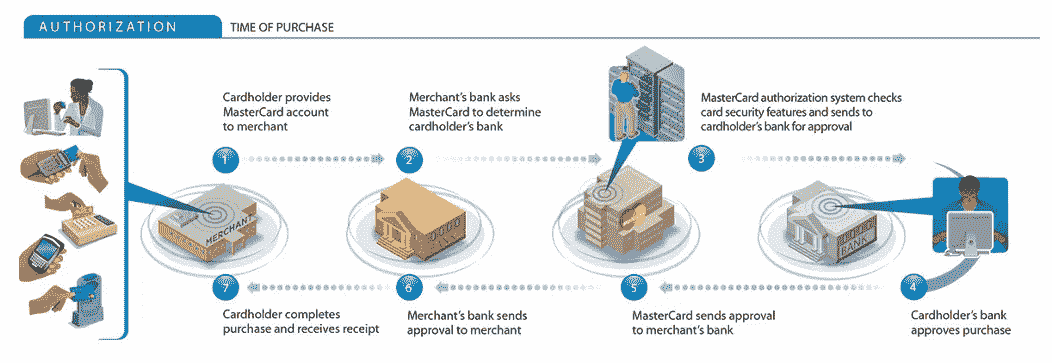 AUTHORIZATION
TIME OF PURCHASE
Cardholder provides
MasterCard account
to merchant
Merchant's bank asks
MasterCard to determine
cardholder's bank
MasterCard authorization system checks
card security features and sends to
cardholder's bank for approval
1
2
3
MERCHANT
BANK
BANK
7
6
5
4
Cardholder completes
purchase and receives receipt
Merchant's bank sends
approval to merchant
MasterCard sends approval
to merchant's bank
Cardholder's bank
approves purchase